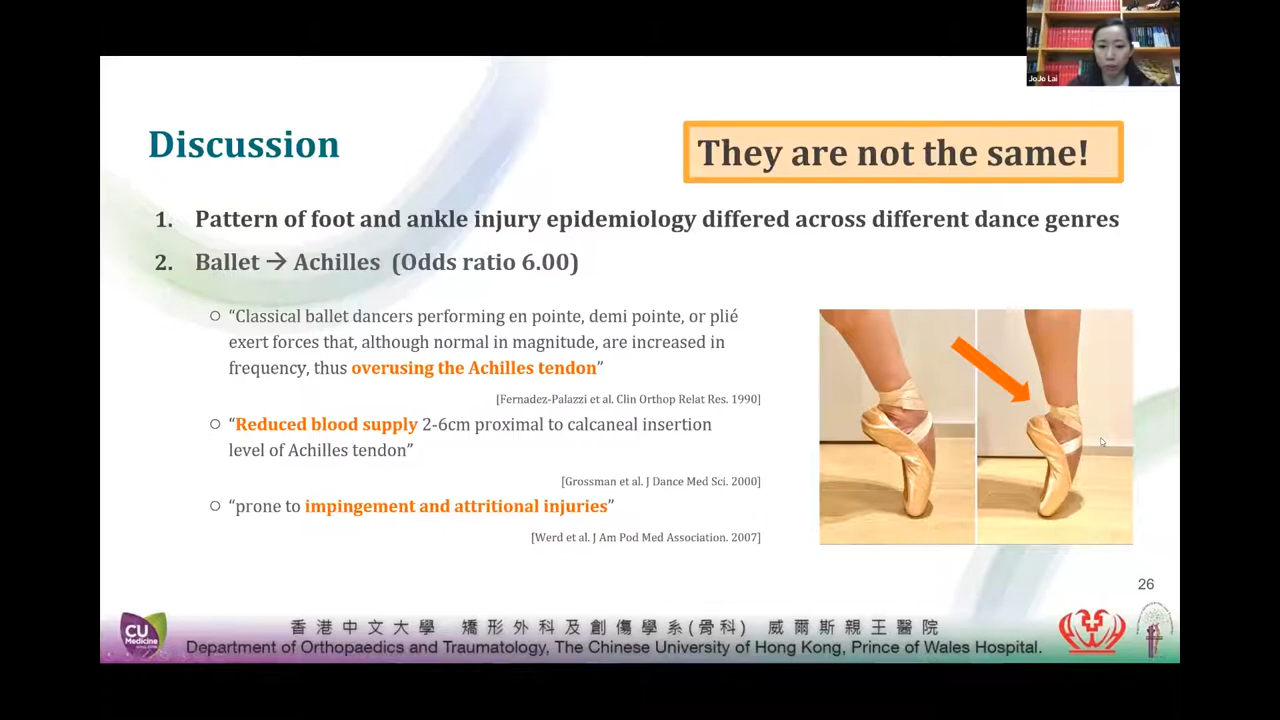 JoJo Lai
Discussion
They are not the same!
1. Pattern of foot and ankle injury epidemiology differed across different dance genres
2. Ballet → Achilles (Odds ratio 6.00)
○ “Classical ballet dancers performing en pointe, demi pointe, or plié
exert forces that, although normal in magnitude, are increased in
frequency, thus overusing the Achilles tendon”
[Fernadez-Palazzi et al. Clin Orthop Relat Res. 1990]
○ “Reduced blood supply 2-6cm proximal to calcaneal insertion
level of Achilles tendon”
[Grossman et al. J Dance Med Sci. 2000]
○ “prone to impingement and attritional injuries”
[Werd et al. J Am Pod Med Association. 2007]
26
CU
Medicine
香港中文大學 矯形外科及創傷學系(骨科) 威爾斯親王醫院
Department of Orthopaedics and Traumatology, The Chinese University of Hong Kong, Prince of Wales Hospital.